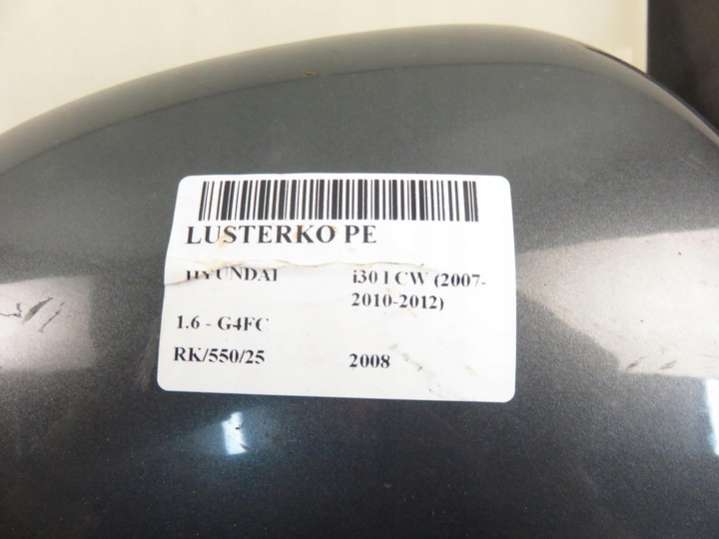 LUSTERKO PE
HYUNDAI i30 I CW (2007-
2010-2012)
1.6 - G4FC
RK/550/25 2008